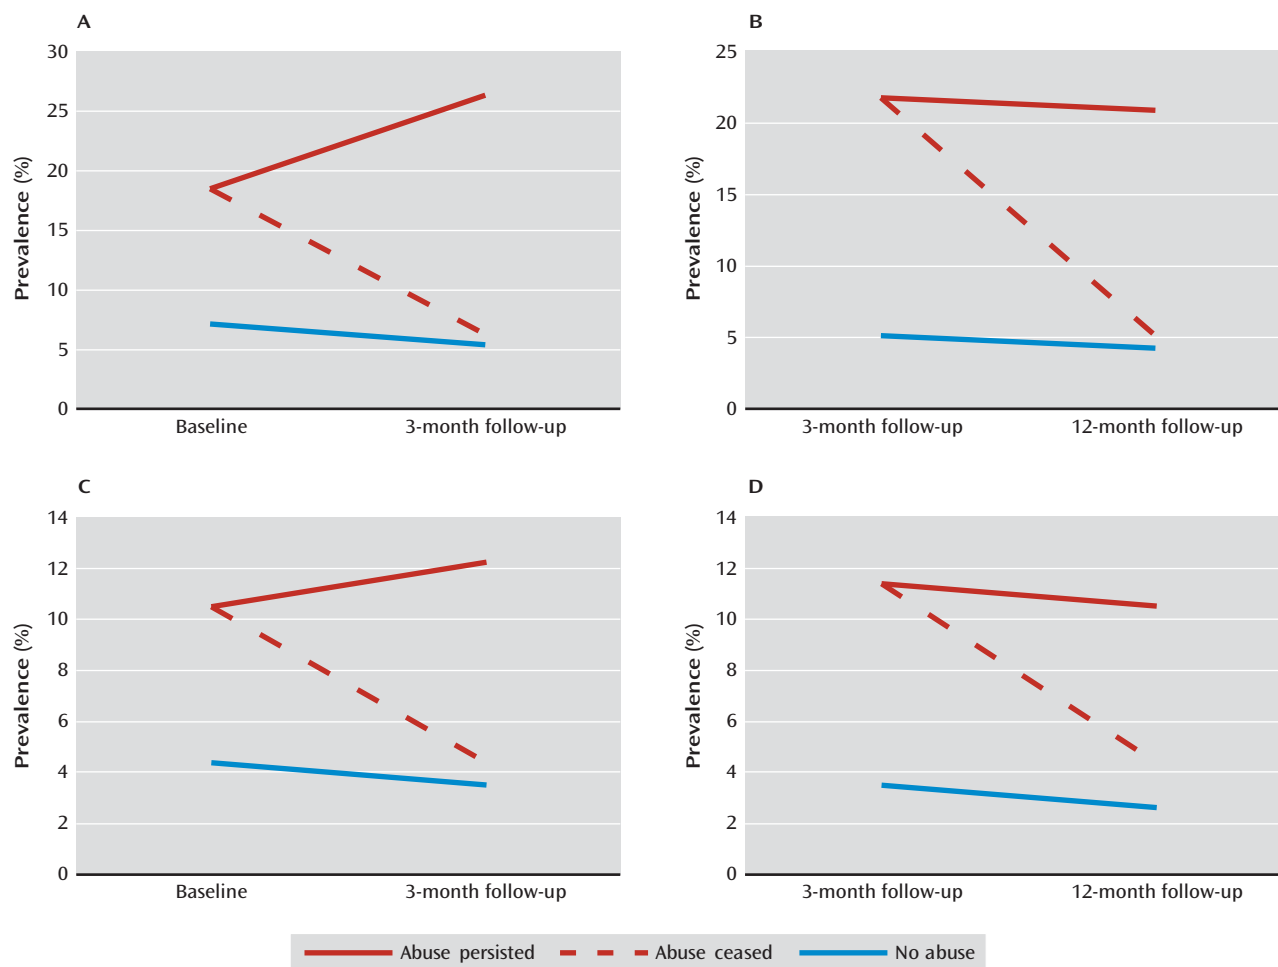 A
Prevalence (%)
30
25
20
15
10
5
0
Baseline 3-month follow-up
B
Prevalence (%)
25
20
15
10
5
0
3-month follow-up 12-month follow-up
C
Prevalence (%)
14
12
10
8
6
4
2
0
Baseline 3-month follow-up
D
Prevalence (%)
14
12
10
8
6
4
2
0
3-month follow-up 12-month follow-up
Abuse persisted Abuse ceased No abuse